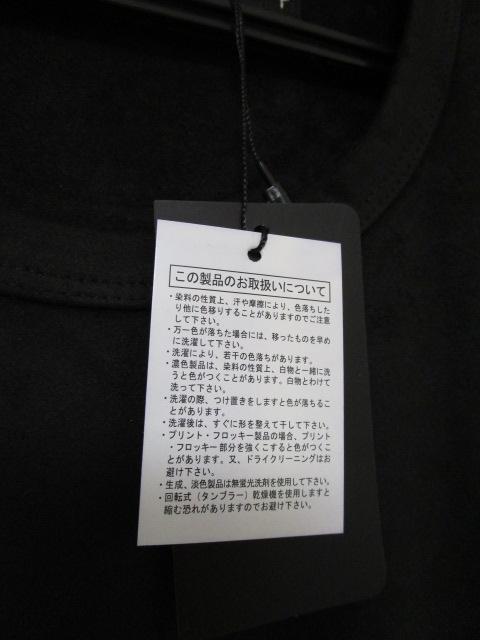 この製品のお取扱いについて
・染料の性質上、汗や摩擦により、色落ちした
り他に色移りすることがありますのでご注意
して下さい。
・万一色が落ちた場合には、移ったものを早め
に洗濯して下さい。
・洗濯により、若干の色落ちがあります。
・濃色製品は、染料の性質上、白物と一緒に洗
うと色がつくことがあります。白物とわけて
洗って下さい。
・洗濯の際、つけ置きをしますと色が落ちるこ
とがあります。
・洗濯後は、すぐに形を整えて干して下さい。
・プリント・フロッキー製品の場合、プリント
・フロッキー部分を強くこすると色がつくこ
とがあります。又、ドライクリーニングはお
避け下さい。
・生成、淡色製品は無蛍光洗剤を使用して下さい。
・回転式（タンブラー）乾燥機を使用しますと
縮む恐れがありますのでお避け下さい。